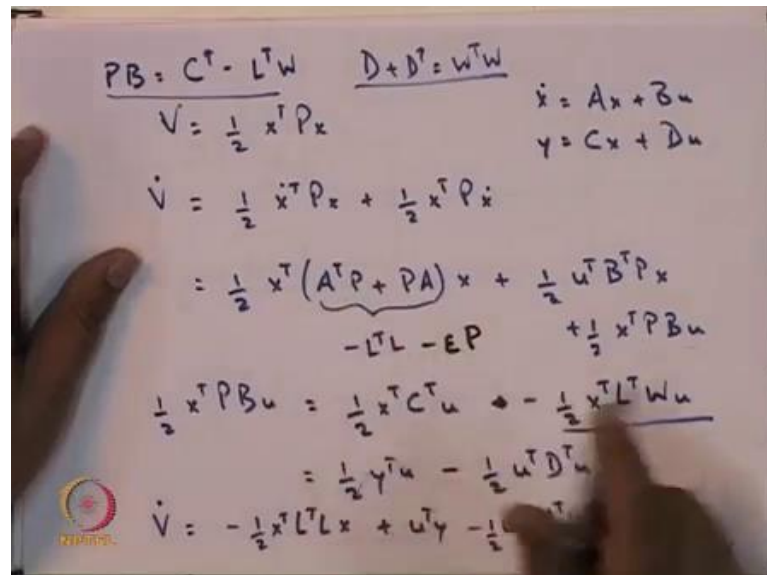 PB = Cᵀ - LᵀW    D + Dᵀ = WᵀW
V = 1/2 xᵀPx    ẋ = Ax + Bu
y = Cx + Du
V̇ = 1/2 ẋᵀPx + 1/2 xᵀPẋ
= 1/2 xᵀ(AᵀP + PA)x + 1/2 uᵀBᵀPx
-LᵀL - εP    + 1/2 xᵀPBu
1/2 xᵀPBu = 1/2 xᵀCᵀu - 1/2 xᵀLᵀWu
= 1/2 yᵀu - 1/2 uᵀDᵀu
V̇ = -1/2 xᵀLᵀLx + uᵀy - 1/2
NPTEL